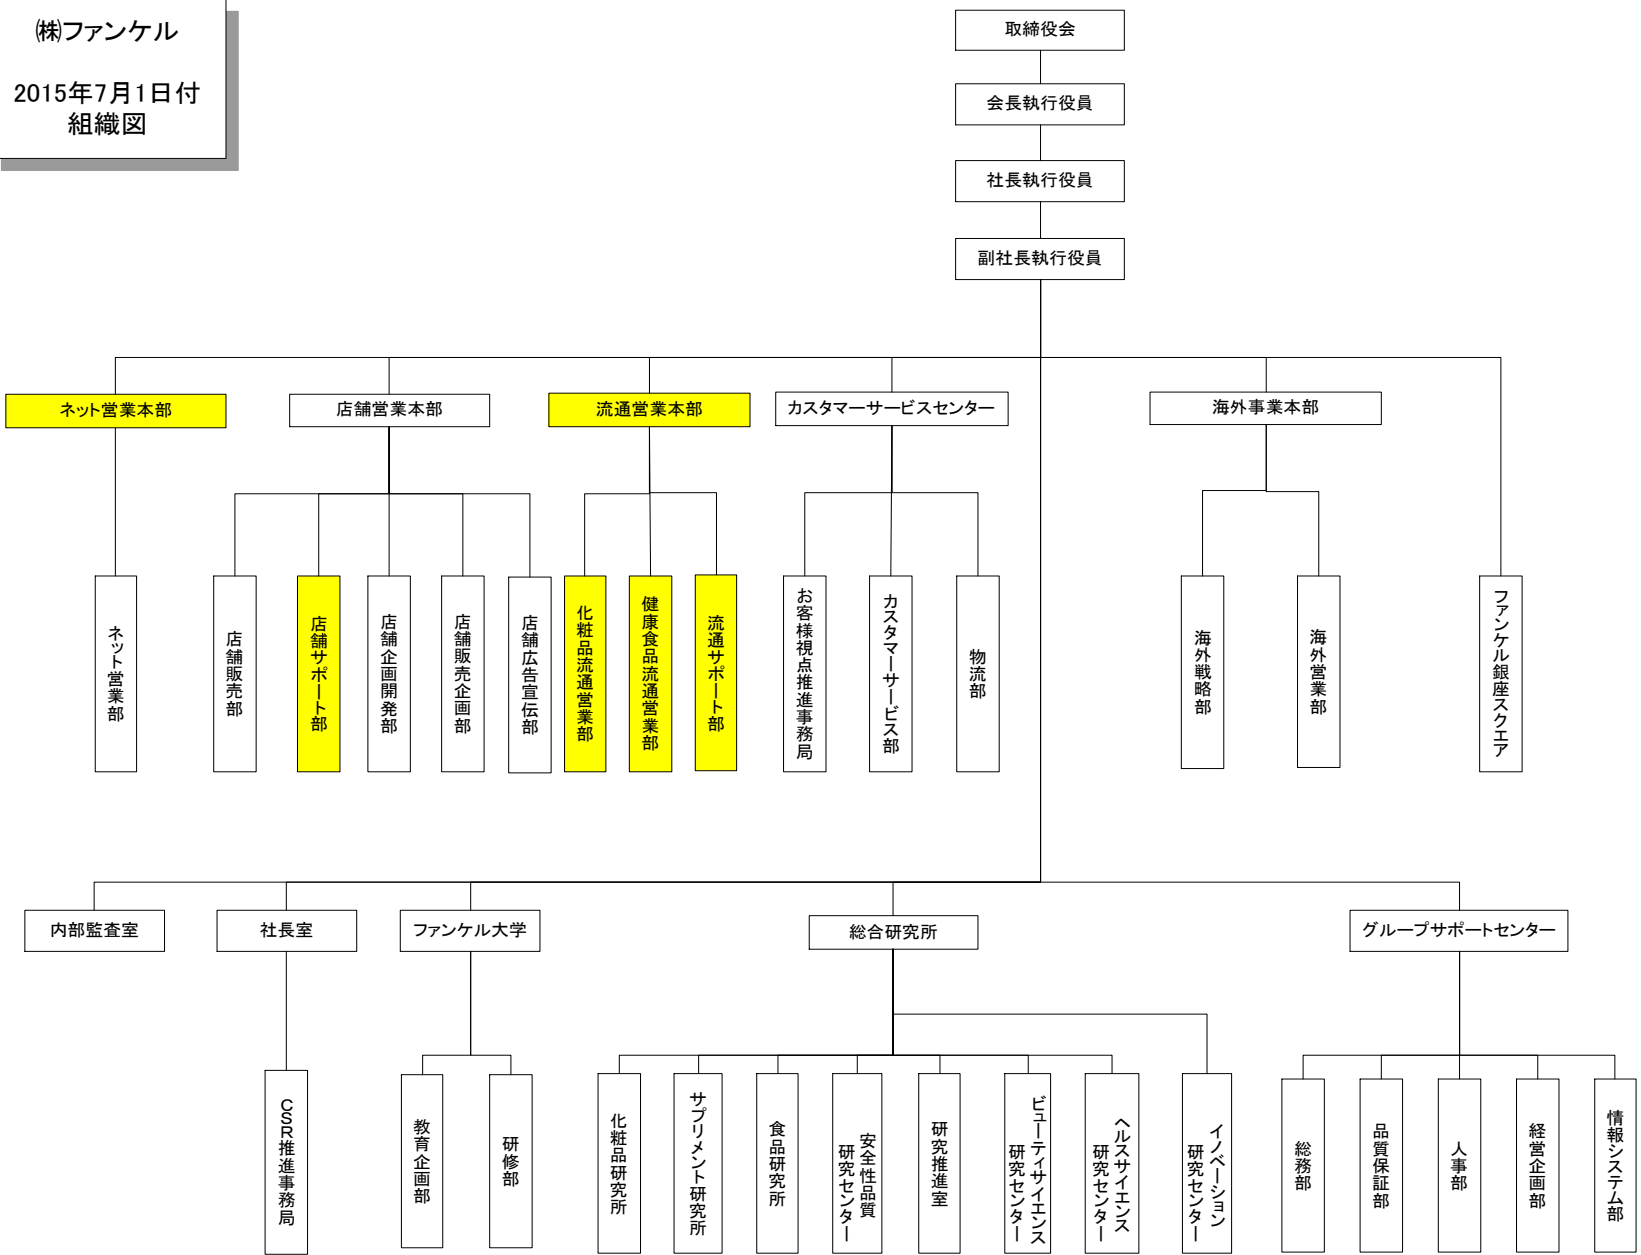 ㈱ファンケル
2015年7月1日付
組織図
取締役会
会長執行役員
社長執行役員
副社長執行役員
ネット営業本部
店舗営業本部
流通営業本部
カスタマーサービスセンター
海外事業本部
ネット営業部
店舗販売部
店舗サポート部
店舗企画開発部
店舗販売企画部
店舗広告宣伝部
化粧品流通営業部
健康食品流通営業部
流通サポート部
お客様視点推進事務局
カスタマーサービス部
物流部
海外戦略部
海外営業部
ファンケル銀座スクエア
内部監査室
社長室
ファンケル大学
総合研究所
グループサポートセンター
CSR推進事務局
教育企画部
研修部
化粧品研究所
サプリメント研究所
食品研究所
安全性品質
研究センター
研究推進室
ビューティサイエンス
研究センター
ヘルスサイエンス
研究センター
イノベーション
研究センター
総務部
品質保証部
人事部
経営企画部
情報システム部